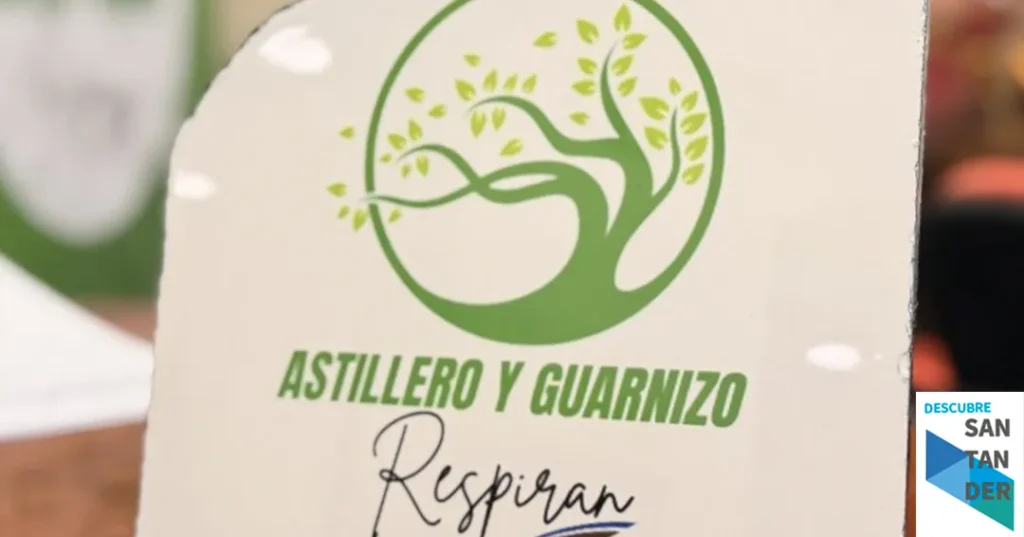 ASTILLERO Y GUARNIZO
Respiran
DESCUBRE
SAN
TAN
DER